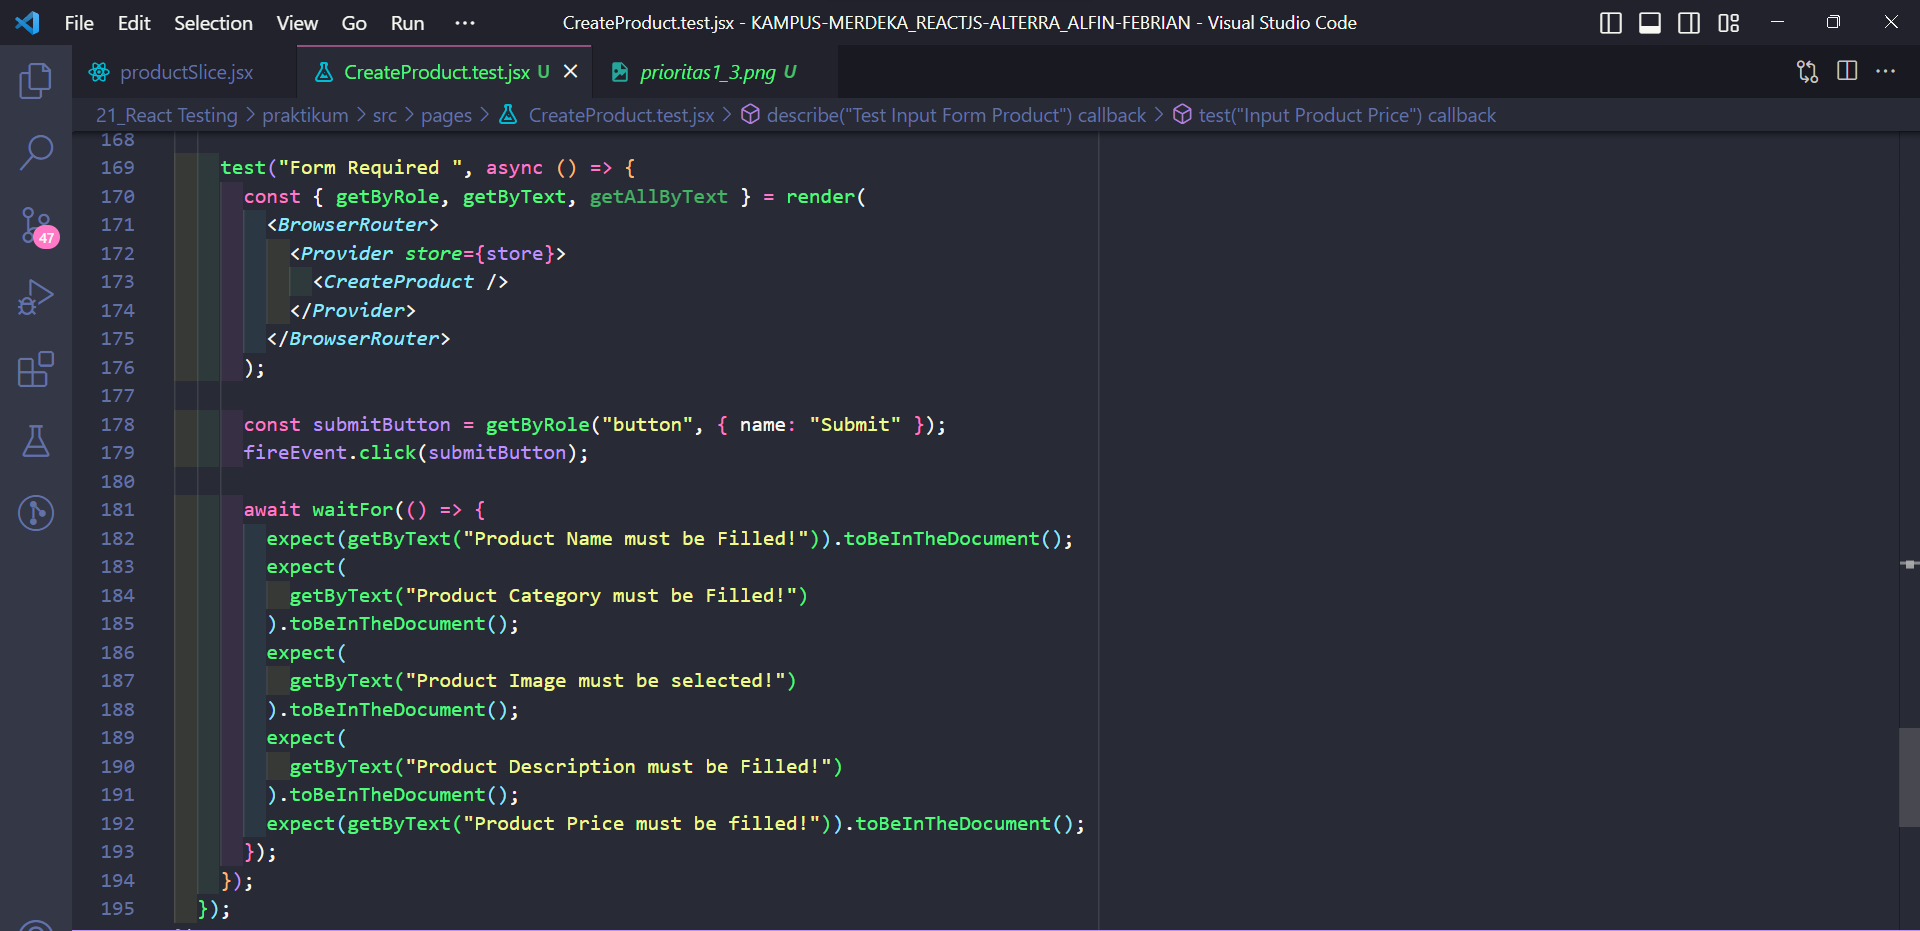 File Edit Selection View Go Run ··· CreateProduct.test.jsx - KAMPUS-MERDEKA_REACTJS-ALTERRA_ALFIN-FEBRIAN - Visual Studio Code
productSlice.jsx CreateProduct.test.jsx U prioritas1_3.png U
21_React Testing > praktikum > src > pages > CreateProduct.test.jsx > describe("Test Input Form Product") callback > test("Input Product Price") callback
47
168
169 test("Form Required ", async () => {
170 const { getByRole, getByText, getAllByText } = render(
171 <BrowserRouter>
172 <Provider store={store}>
173 <CreateProduct />
174 </Provider>
175 </BrowserRouter>
176 );
177
178 const submitButton = getByRole("button", { name: "Submit" });
179 fireEvent.click(submitButton);
180
181 await waitFor(() => {
182 expect(getByText("Product Name must be Filled!")).toBeInTheDocument();
183 expect(
184 getByText("Product Category must be Filled!")
185 ).toBeInTheDocument();
186 expect(
187 getByText("Product Image must be selected!")
188 ).toBeInTheDocument();
189 expect(
190 getByText("Product Description must be Filled!")
191 ).toBeInTheDocument();
192 expect(getByText("Product Price must be filled!")).toBeInTheDocument();
193 });
194 });
195 });